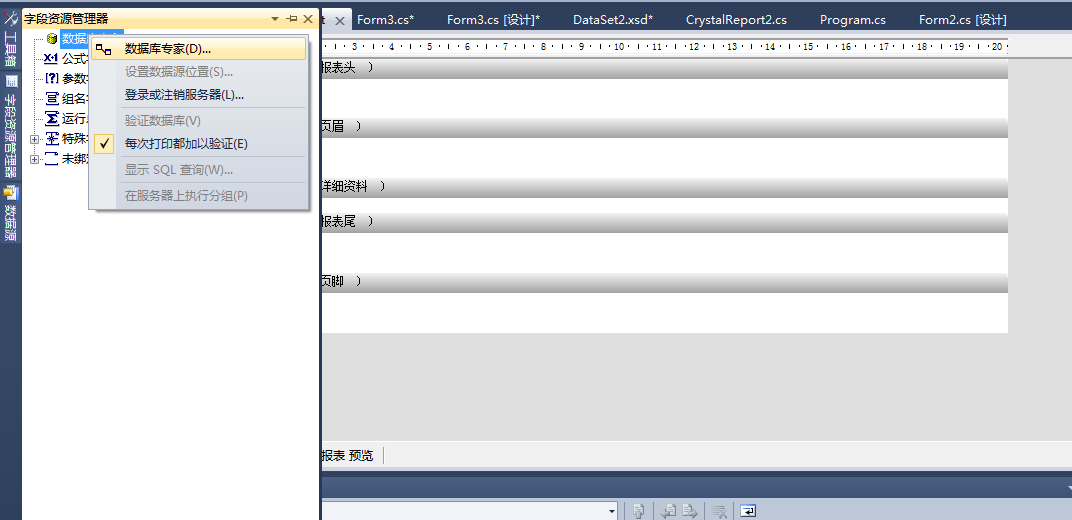 字段资源管理器
t
Form3.cs*
Form3.cs [设计]*
DataSet2.xsd*
CrystalReport2.cs
Program.cs
Form2.cs [设计]
工具箱
字段资源管理器
数据源
数据库
公式
参数
组名
运行
特殊
未绑
数据库专家(D)...
设置数据源位置(S)...
登录或注销服务器(L)...
验证数据库(V)
每次打印都加以验证(E)
显示 SQL 查询(W)...
在服务器上执行分组(P)
3 4 5 6 7 8 9 10 11 12 13 14 15 16 17 18 19 20
报表头 )
页眉 )
详细资料 )
报表尾 )
页脚 )
报表 预览